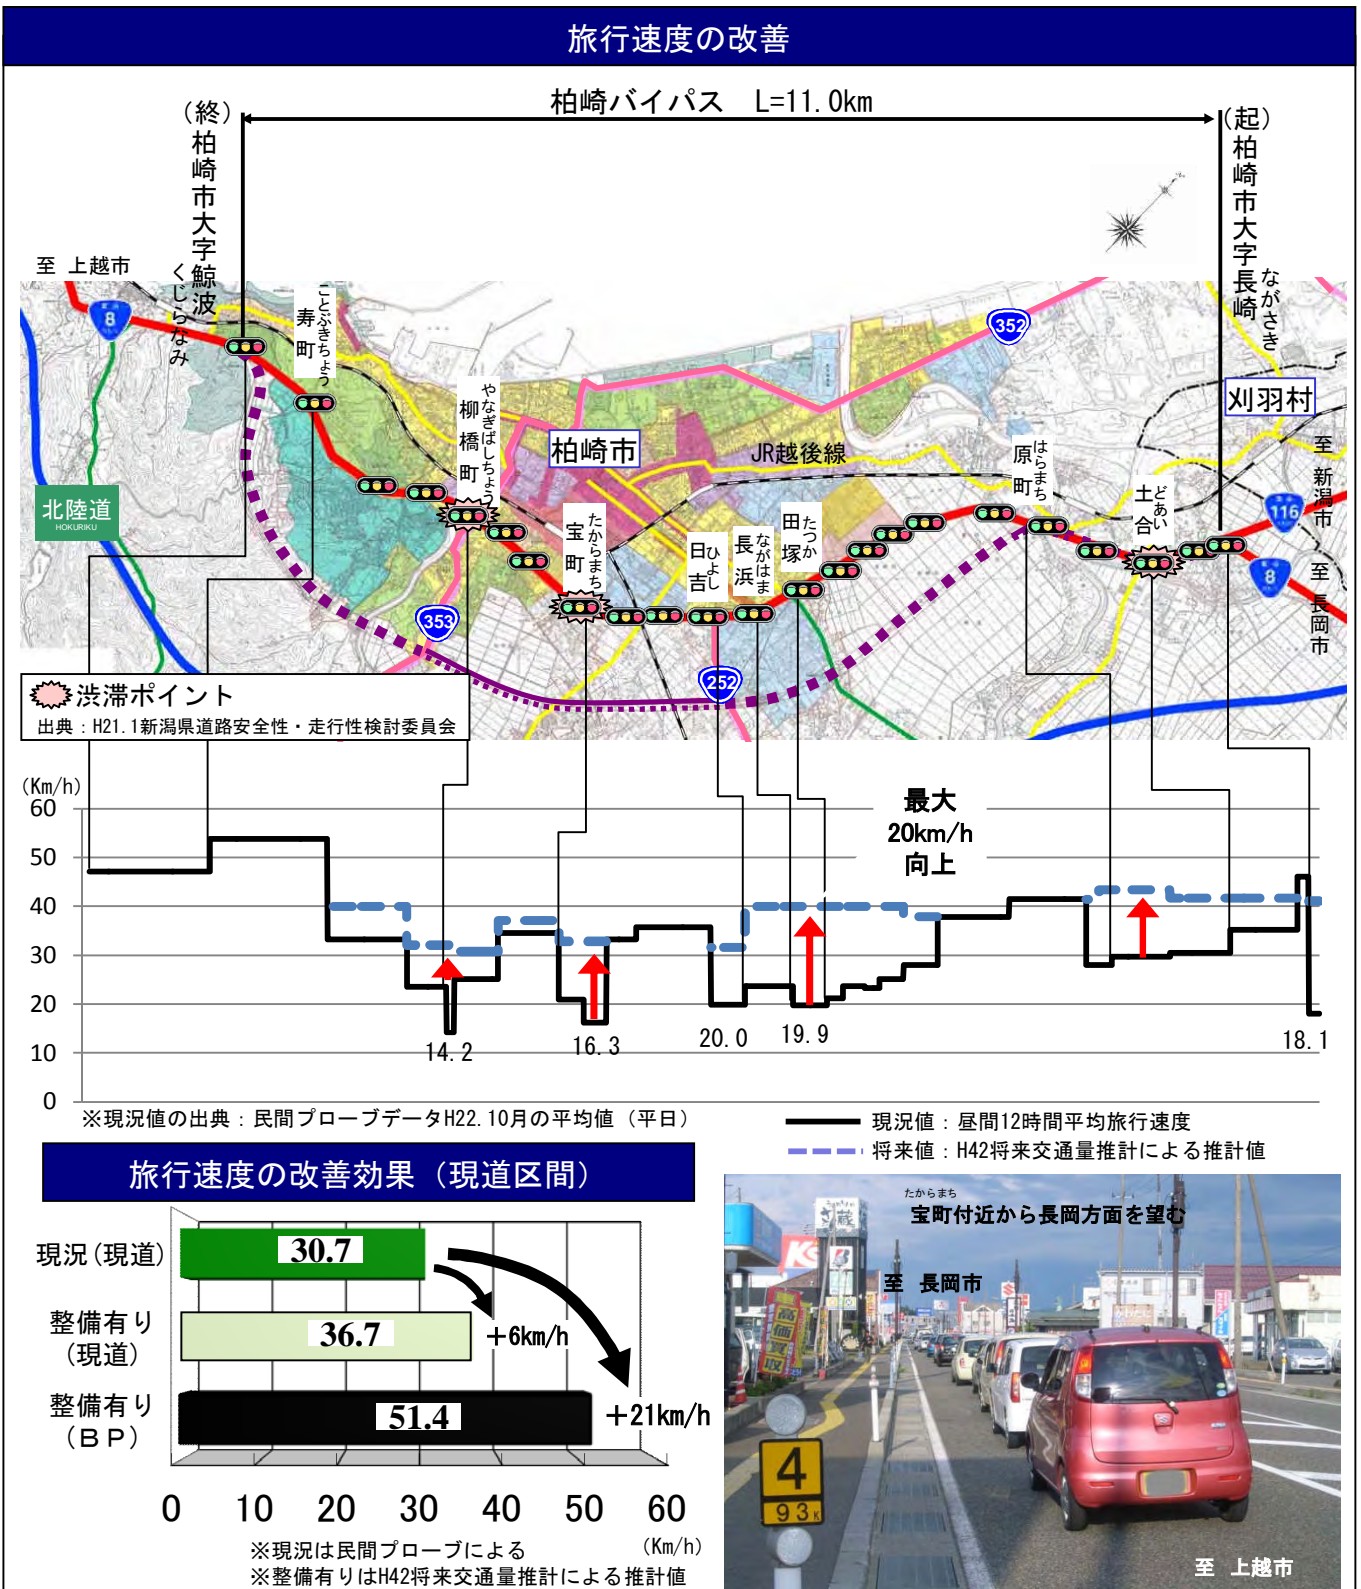 旅行速度の改善
柏崎バイパス L=11.0km
(終)
柏崎市大字鯨波
くじらなみ
(起)
柏崎市大字長崎
ながさき
至 上越市
8
寿町
ことぶきちょう
柳橋町
やなぎばしちょう
柏崎市
宝町
たからまち
日吉
ひよし
長浜
ながはま
田塚
たつか
JR越後線
原町
はらまち
土合
どあい
刈羽村
352
353
252
116
8
至 新潟市
至 長岡市
北陸道
HOKURIKU
渋滞ポイント
出典：H21.1新潟県道路安全性・走行性検討委員会
(Km/h)
60
50
40
30
20
10
0
最大
20km/h
向上
14.2
16.3
20.0
19.9
18.1
※現況値の出典：民間プローブデータH22.10月の平均値（平日）
現況値：昼間12時間平均旅行速度
将来値：H42将来交通量推計による推計値
旅行速度の改善効果（現道区間）
現況(現道)
30.7
整備有り
(現道)
36.7
+6km/h
整備有り
(ＢＰ)
51.4
+21km/h
0 10 20 30 40 50 60
(Km/h)
※現況は民間プローブによる
※整備有りはH42将来交通量推計による推計値
たからまち
宝町付近から長岡方面を望む
至 長岡市
高価買取
4
93K
至 上越市